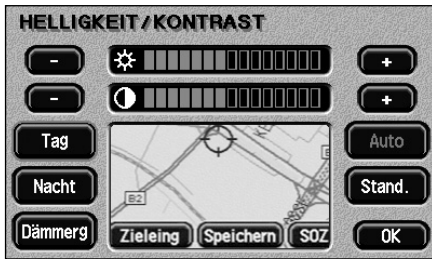 HELLIGKEIT/KONTRAST
- +
- +
Tag Auto
Nacht B2 Stand.
Dämmerg Zieleing Speichern SOZ OK